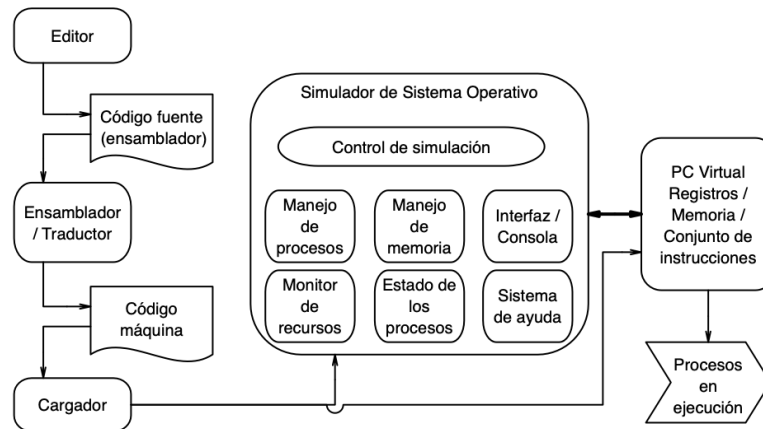 Editor
Código fuente
(ensamblador)
Ensamblador
/ Traductor
Código
máquina
Cargador
Simulador de Sistema Operativo
Control de simulación
Manejo
de
procesos
Manejo
de
memoria
Interfaz /
Consola
Monitor
de
recursos
Estado de
los
procesos
Sistema
de ayuda
PC Virtual
Registros /
Memoria /
Conjunto de
instrucciones
Procesos
en
ejecución